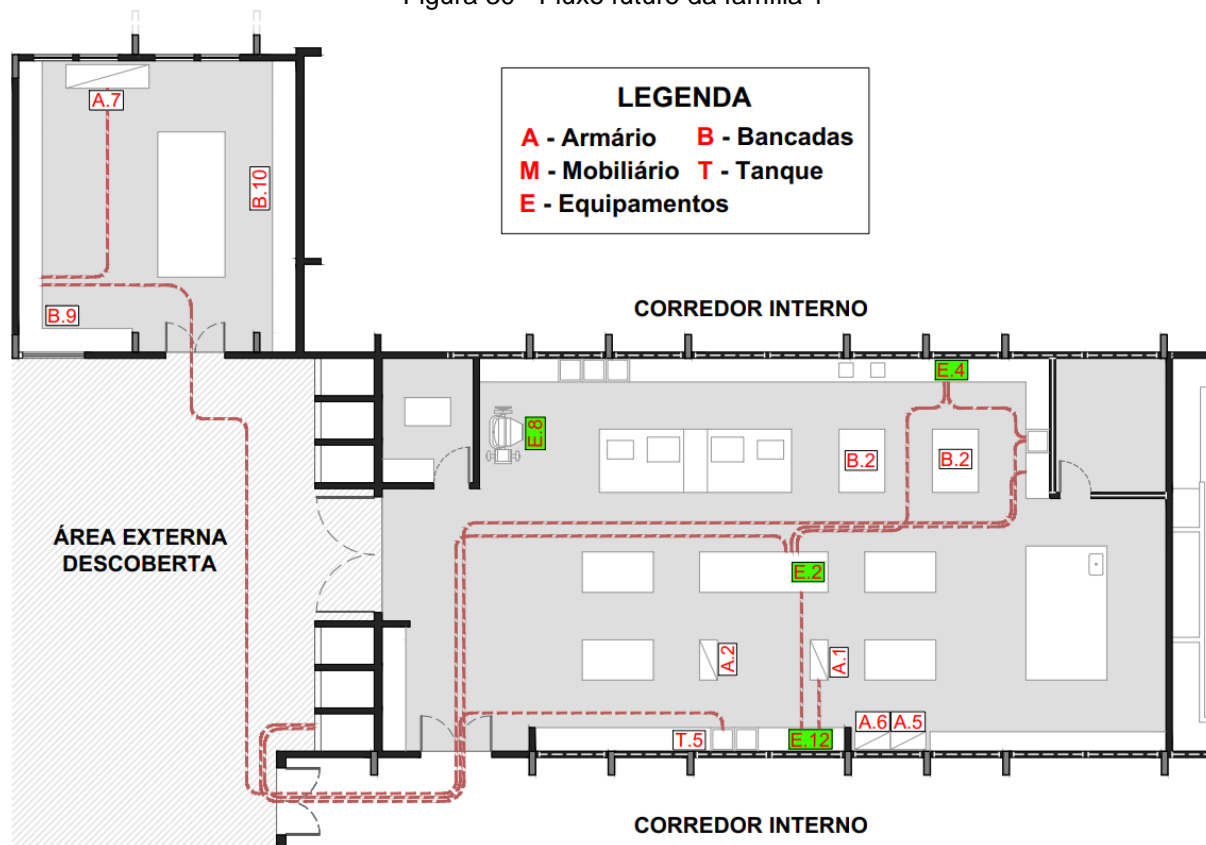 LEGENDA
A - Armário B - Bancadas
M - Mobiliário T - Tanque
E - Equipamentos
A.7
B.10
B.9
CORREDOR INTERNO
E.4
E.8
B.2
B.2
ÁREA EXTERNA
DESCOBERTA
E.2
A.2
A.1
A.6 A.5
T.5
E.12
CORREDOR INTERNO